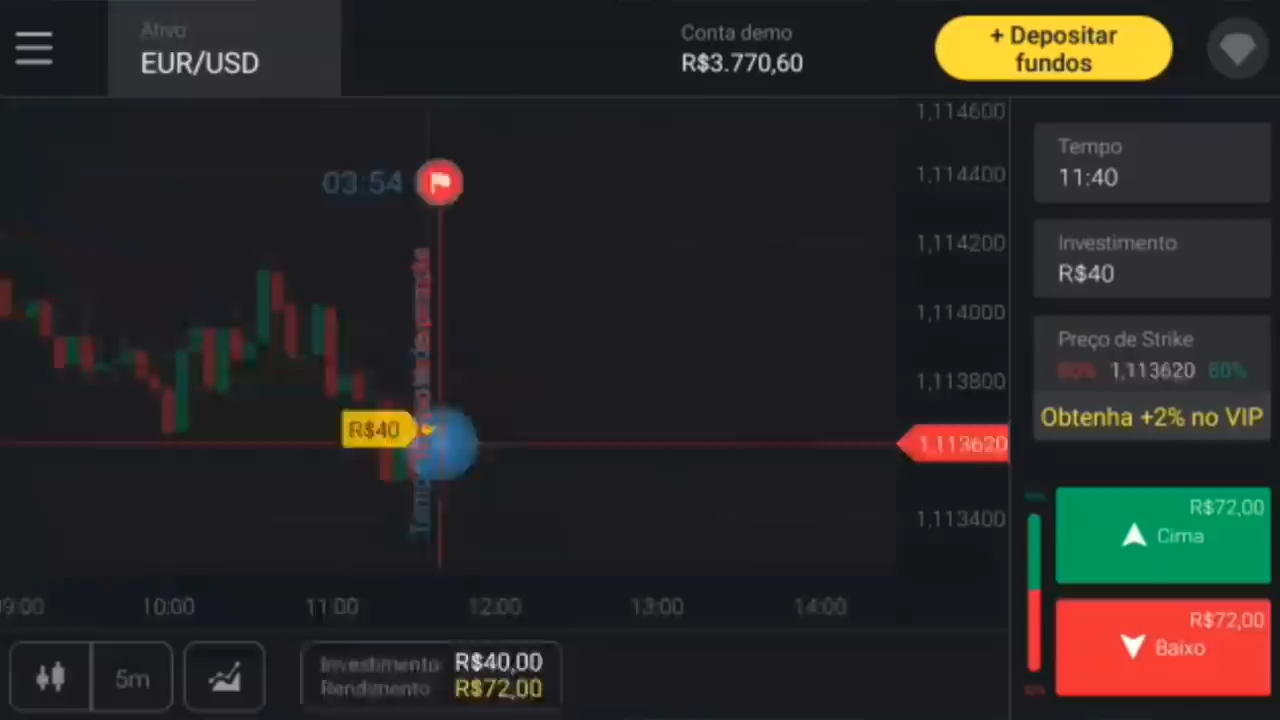 Ativo
EUR/USD
Conta demo
R$3.770,60
+ Depositar
fundos
1,114600
1,114400
1,114200
1,114000
1,113800
1,113620
1,113400
03:54
R$40
Tempo
11:40
Investimento
R$40
Preço de Strike
80% 1,113620 80%
Obtenha +2% no VIP
R$72,00
Cima
R$72,00
Baixo
09:00 10:00 11:00 12:00 13:00 14:00
5m
Investimento R$40,00
Rendimento R$72,00